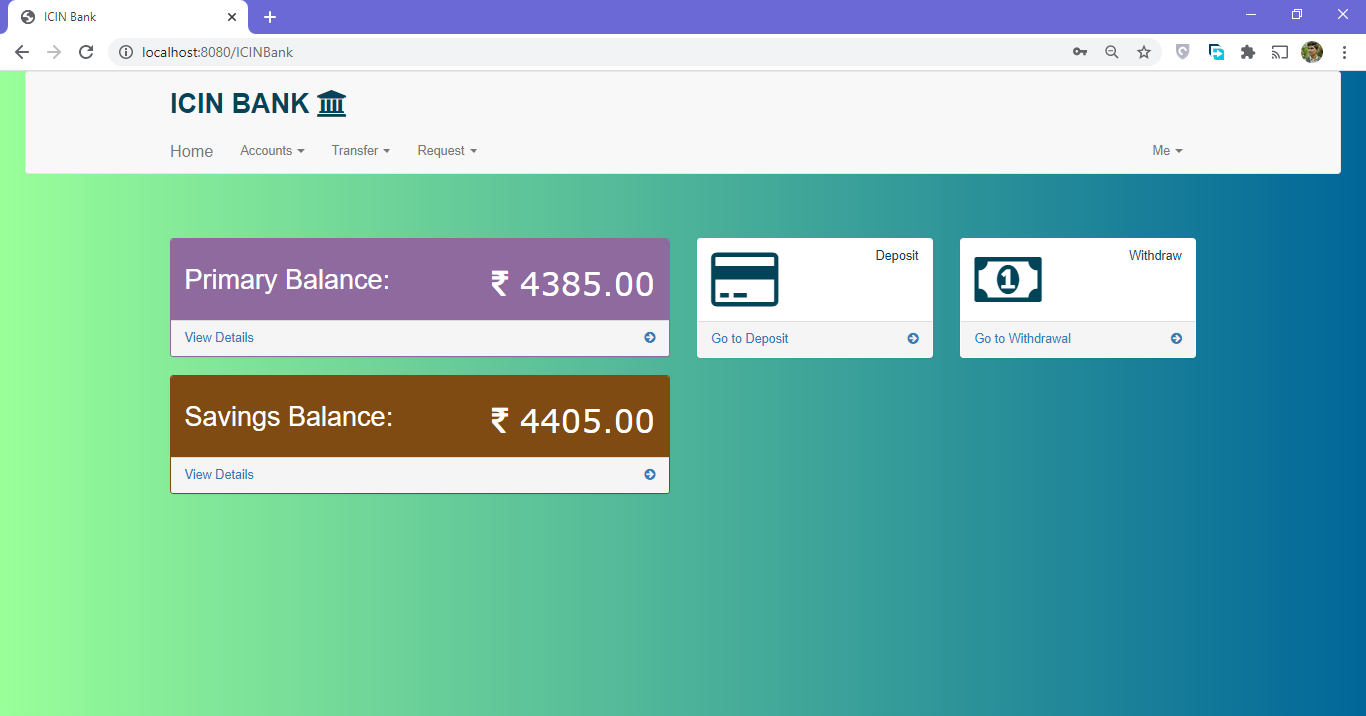 ICIN Bank
localhost:8080/ICINBank
ICIN BANK
Home Accounts Transfer Request Me
Primary Balance: ₹ 4385.00
View Details
Deposit
Go to Deposit
Withdraw
1
Go to Withdrawal
Savings Balance: ₹ 4405.00
View Details